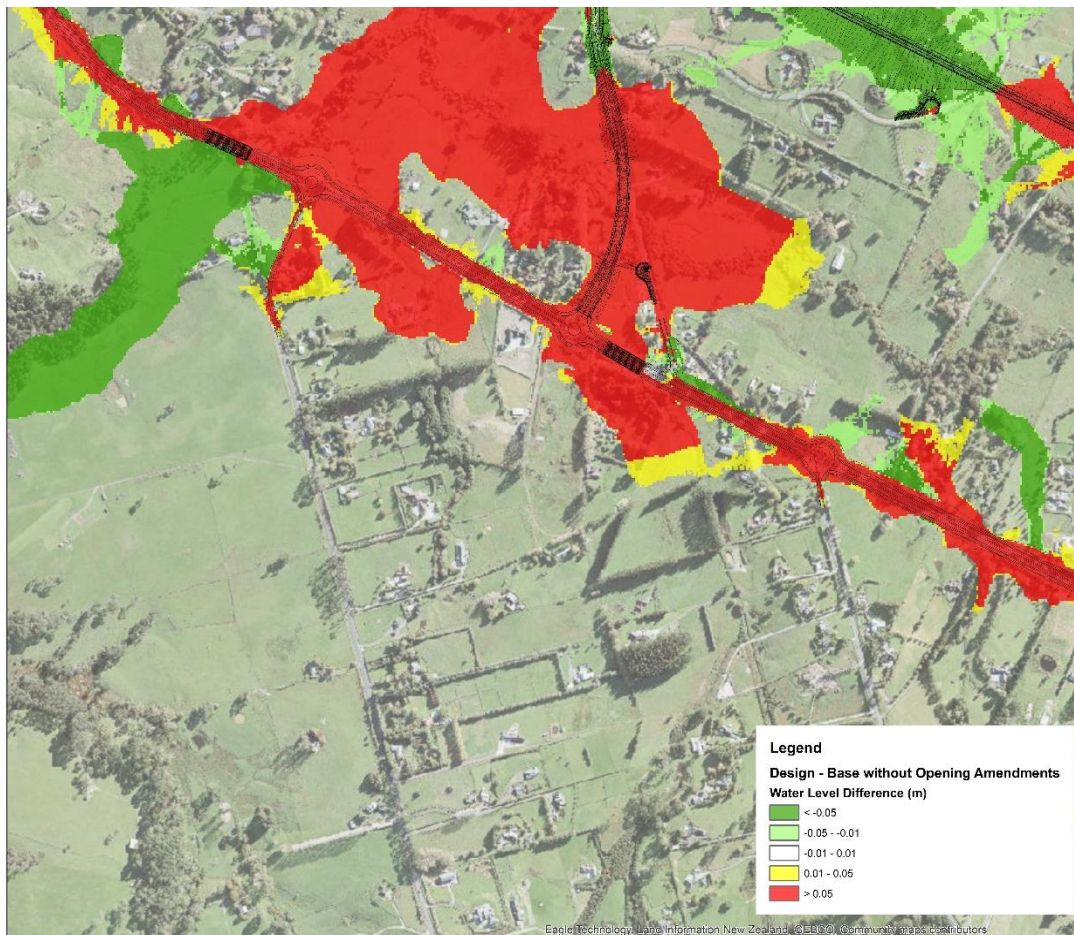 Legend
Design - Base without Opening Amendments
Water Level Difference (m)
< -0.05
-0.05 - -0.01
-0.01 - 0.01
0.01 - 0.05
> 0.05
Eagle Technology, Land Information New Zealand, GEBCO, Community maps contributors